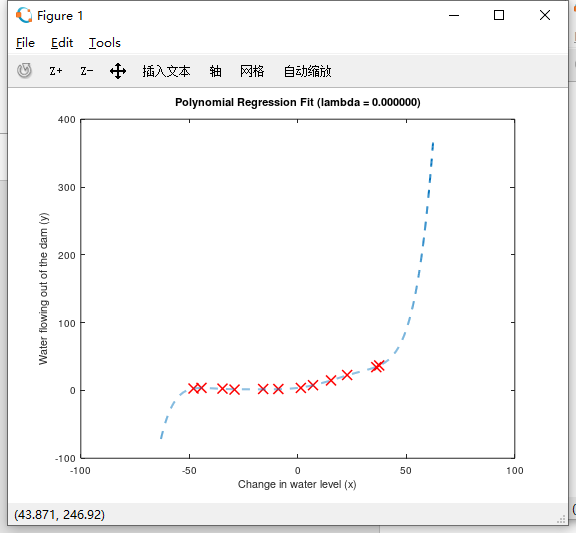 Figure 1
File Edit Tools
Z+ Z- 插入文本 轴 网格 自动缩放
Polynomial Regression Fit (lambda = 0.000000)
400
300
200
100
0
-100
Water flowing out of the dam (y)
-100 -50 0 50 100
Change in water level (x)
(43.871, 246.92)